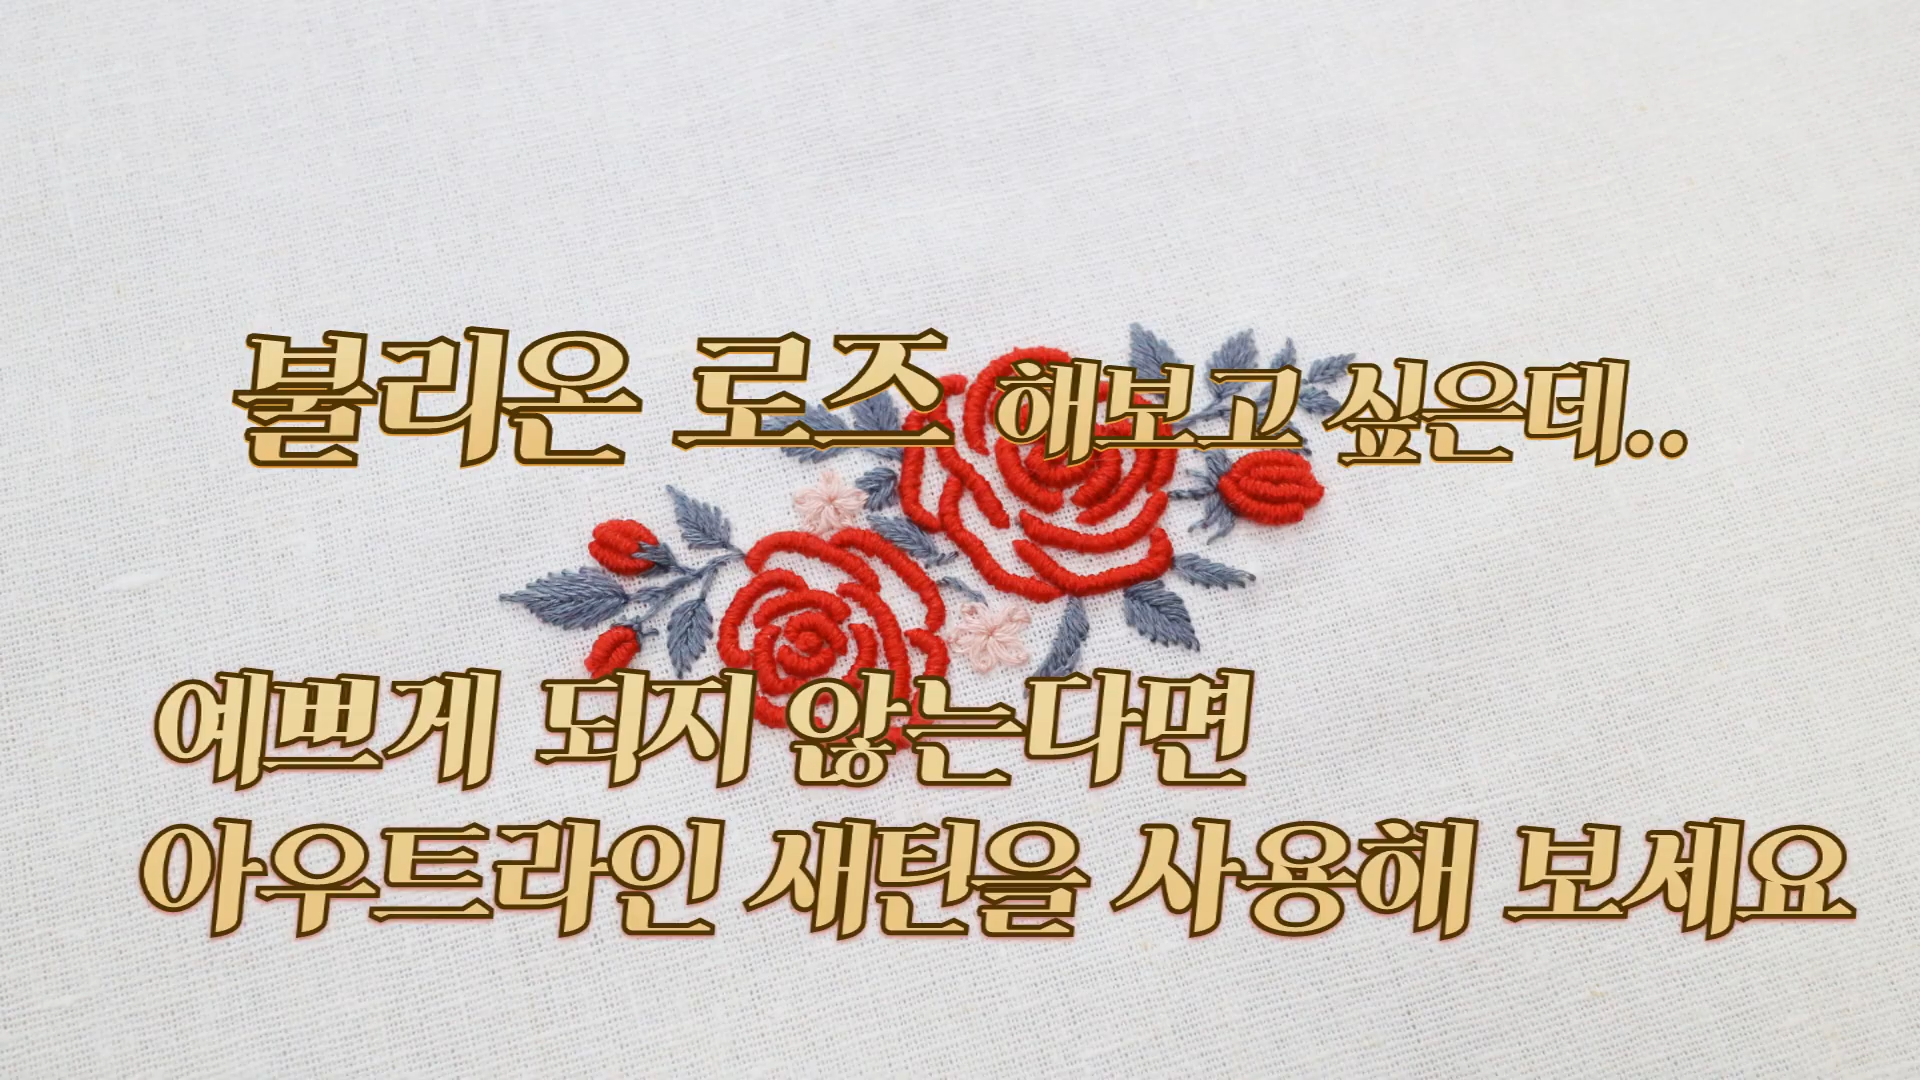 불리온 로즈 해보고 싶은데..
예쁘게 되지 않는다면
아우트라인 새틴을 사용해 보세요